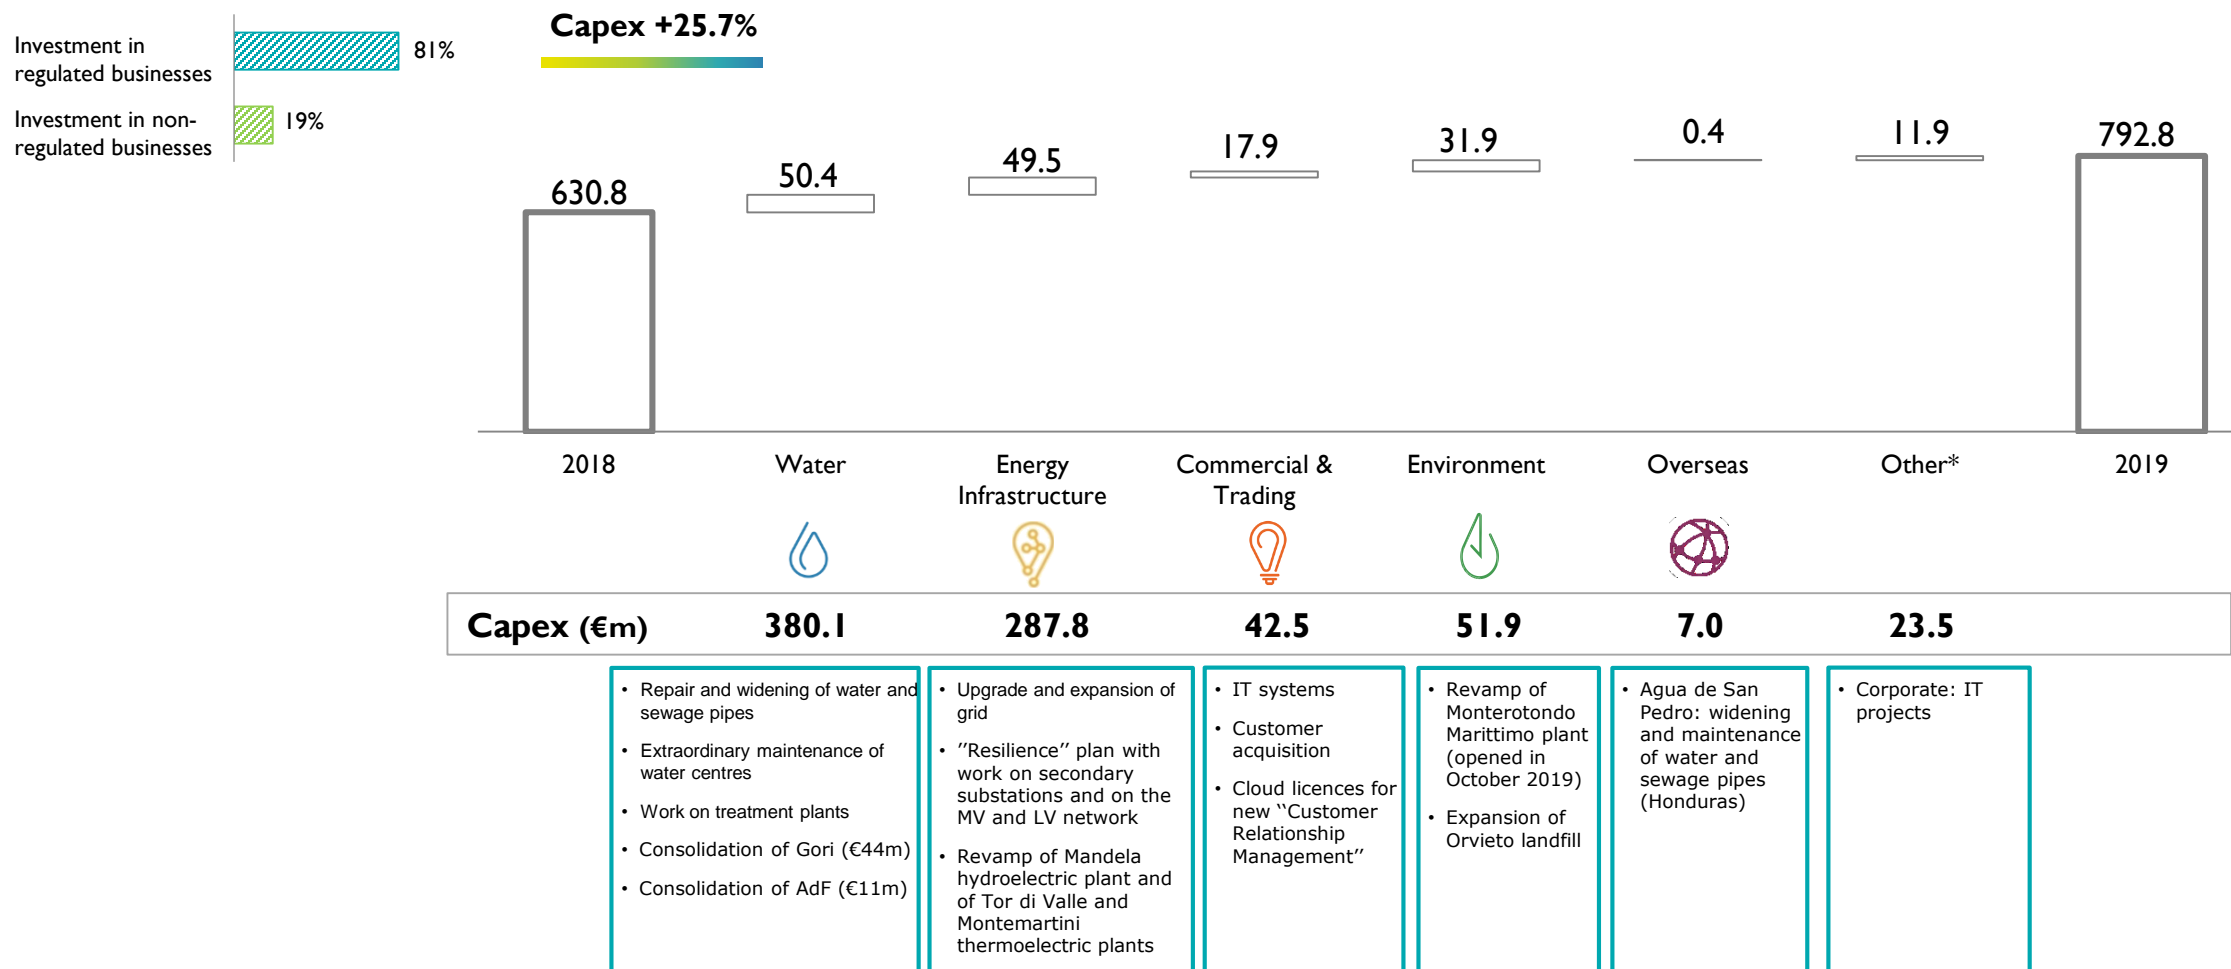 Investment in
regulated businesses
81%
Investment in non-
regulated businesses
19%
Capex +25.7%
630.8
50.4
49.5
17.9
31.9
0.4
11.9
792.8
2018
Water
Energy
Infrastructure
Commercial &
Trading
Environment
Overseas
Other*
2019
Capex (€m)
380.1
287.8
42.5
51.9
7.0
23.5
• Repair and widening of water and
sewage pipes
• Extraordinary maintenance of
water centres
• Work on treatment plants
• Consolidation of Gori (€44m)
• Consolidation of AdF (€11m)
• Upgrade and expansion of
grid
• ”Resilience” plan with
work on secondary
substations and on the
MV and LV network
• Revamp of Mandela
hydroelectric plant and
of Tor di Valle and
Montemartini
thermoelectric plants
• IT systems
• Customer
acquisition
• Cloud licences for
new “Customer
Relationship
Management”
• Revamp of
Monterotondo
Marittimo plant
(opened in
October 2019)
• Expansion of
Orvieto landfill
• Agua de San
Pedro: widening
and maintenance
of water and
sewage pipes
(Honduras)
• Corporate: IT
projects